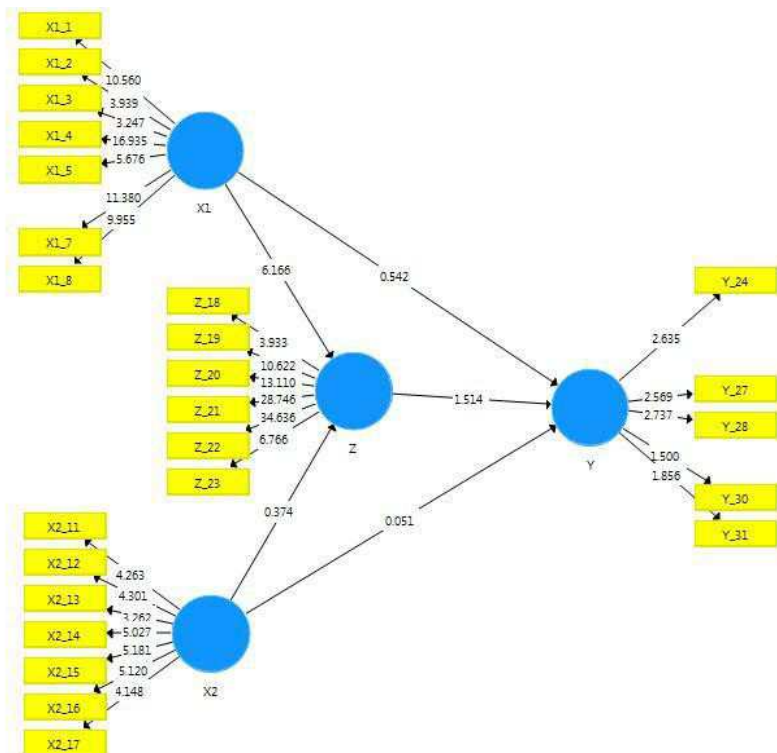 X1_1
X1_2
X1_3
X1_4
X1_5
X1_7
X1_8
10.560
3.939
3.247
16.935
5.676
11.380
9.955
X1
6.166
0.542
Z_18
Z_19
Z_20
Z_21
Z_22
Z_23
3.933
10.622
13.110
28.746
34.636
6.766
Z
1.514
0.374
0.051
Y_24
Y_27
Y_28
Y_30
Y_31
2.635
2.569
2.737
1.500
1.856
Y
X2_11
X2_12
X2_13
X2_14
X2_15
X2_16
X2_17
4.263
4.301
3.262
5.027
5.181
5.120
4.148
X2